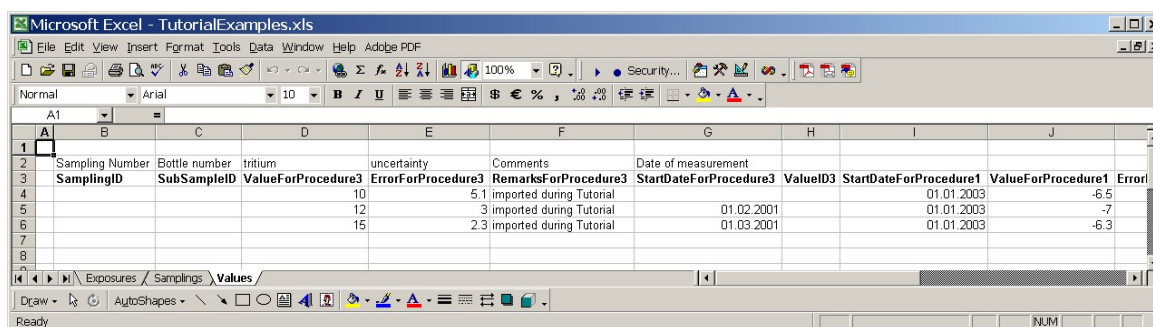 Microsoft Excel - TutorialExamples.xls
File Edit View Insert Format Tools Data Window Help Adobe PDF
100% Security...
Normal Arial 10 B I U $ € % ,
A1 =
A B C D E F G H I J
1
2 Sampling Number Bottle number tritium uncertainty Comments Date of measurement
3 SamplingID SubSampleID ValueForProcedure3 ErrorForProcedure3 RemarksForProcedure3 StartDateForProcedure3 ValueID3 StartDateForProcedure1 ValueForProcedure1 Errorl
4 10 5.1 imported during Tutorial 01.01.2003 -6.5
5 12 3 imported during Tutorial 01.02.2001 01.01.2003 -7
6 15 2.3 imported during Tutorial 01.03.2001 01.01.2003 -6.3
7
8
Exposures Samplings Values
Draw AutoShapes
Ready NUM